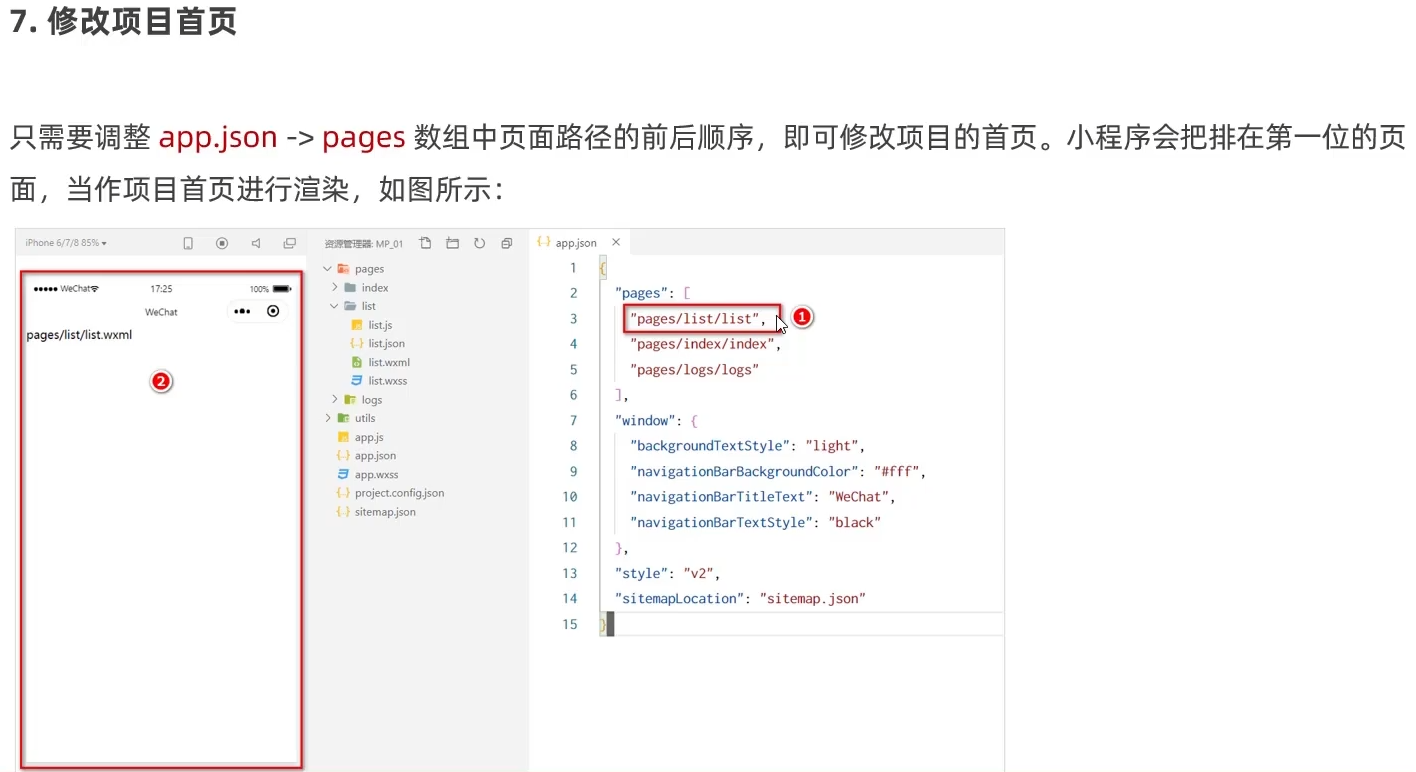 7. 修改项目首页
只需要调整 app.json -> pages 数组中页面路径的前后顺序，即可修改项目的首页。小程序会把排在第一位的页
面，当作项目首页进行渲染，如图所示：
iPhone 6/7/8 85%
WeChat
17:25
100%
WeChat
pages/list/list.wxml
2
资源管理器: MP_01
pages
index
list
list.js
list.json
list.wxml
list.wxss
logs
utils
app.js
app.json
app.wxss
project.config.json
sitemap.json
app.json
1 {
2 "pages": [
3 "pages/list/list", 1
4 "pages/index/index",
5 "pages/logs/logs"
6 ],
7 "window": {
8 "backgroundTextStyle": "light",
9 "navigationBarBackgroundColor": "#fff",
10 "navigationBarTitleText": "WeChat",
11 "navigationBarTextStyle": "black"
12 },
13 "style": "v2",
14 "sitemapLocation": "sitemap.json"
15 }